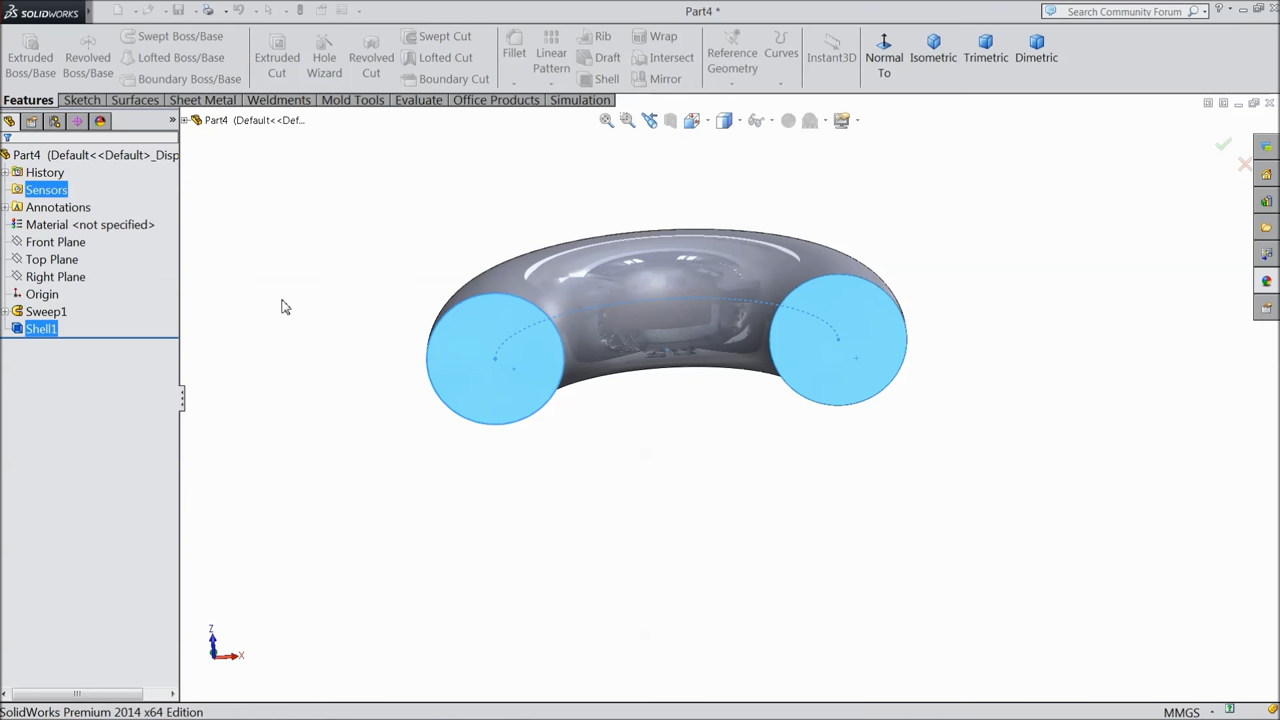 SOLIDWORKS
Part4 *
Search Community Forum
?
Extruded Boss/Base
Revolved Boss/Base
Swept Boss/Base
Lofted Boss/Base
Boundary Boss/Base
Extruded Cut
Hole Wizard
Revolved Cut
Swept Cut
Lofted Cut
Boundary Cut
Fillet
Linear Pattern
Rib
Draft
Shell
Wrap
Intersect
Mirror
Reference Geometry
Curves
Instant3D
Normal To
Isometric
Trimetric
Dimetric
Features Sketch Surfaces Sheet Metal Weldments Mold Tools Evaluate Office Products Simulation
Part4 (Default<<Def...
Part4 (Default<<Default>_Disp
History
Sensors
Annotations
Material <not specified>
Front Plane
Top Plane
Right Plane
Origin
Sweep1
Shell1
Z
X
SolidWorks Premium 2014 x64 Edition
MMGS